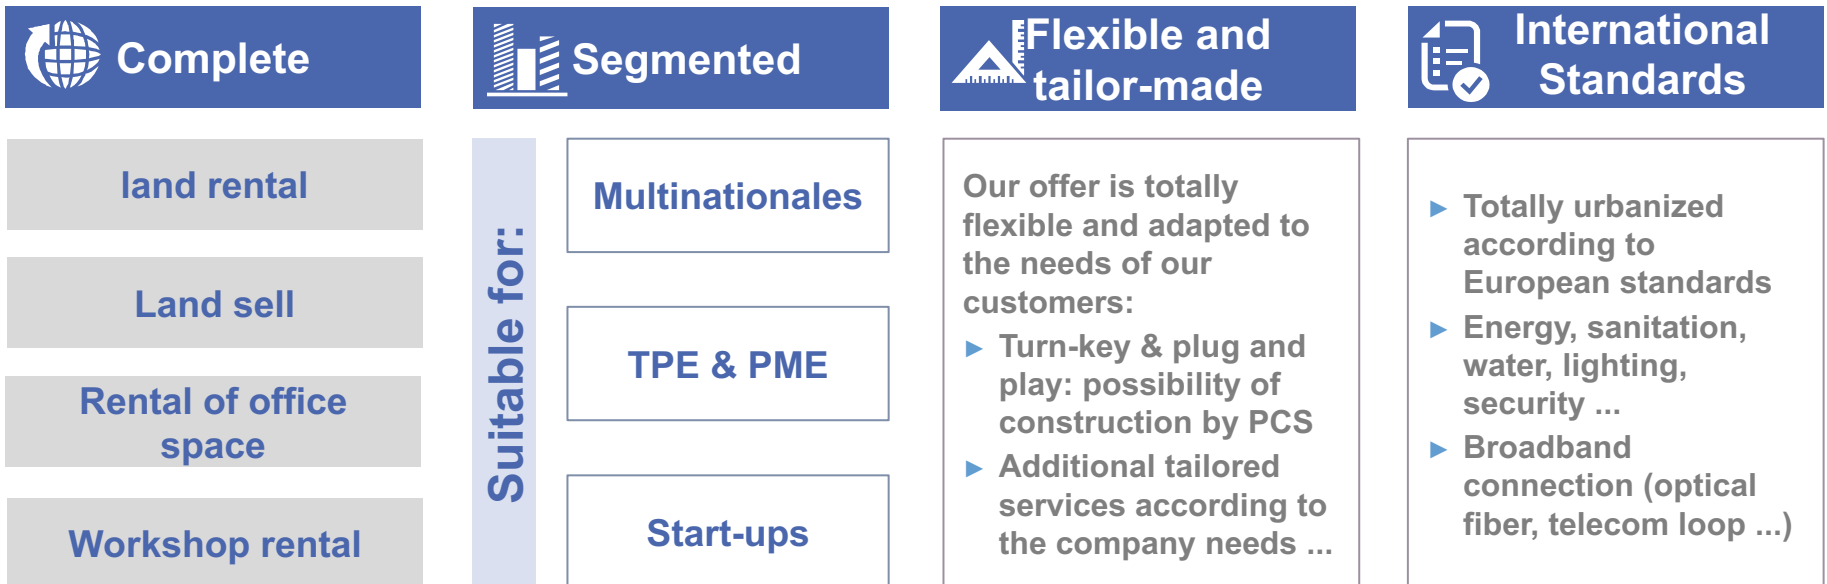 Complete
land rental
Land sell
Rental of office
space
Workshop rental
Segmented
Suitable for:
Multinationales
TPE & PME
Start-ups
Flexible and
tailor-made
Our offer is totally
flexible and adapted to
the needs of our
customers:
► Turn-key & plug and
play: possibility of
construction by PCS
► Additional tailored
services according to
the company needs ...
International
Standards
► Totally urbanized
according to
European standards
► Energy, sanitation,
water, lighting,
security ...
► Broadband
connection (optical
fiber, telecom loop ...)